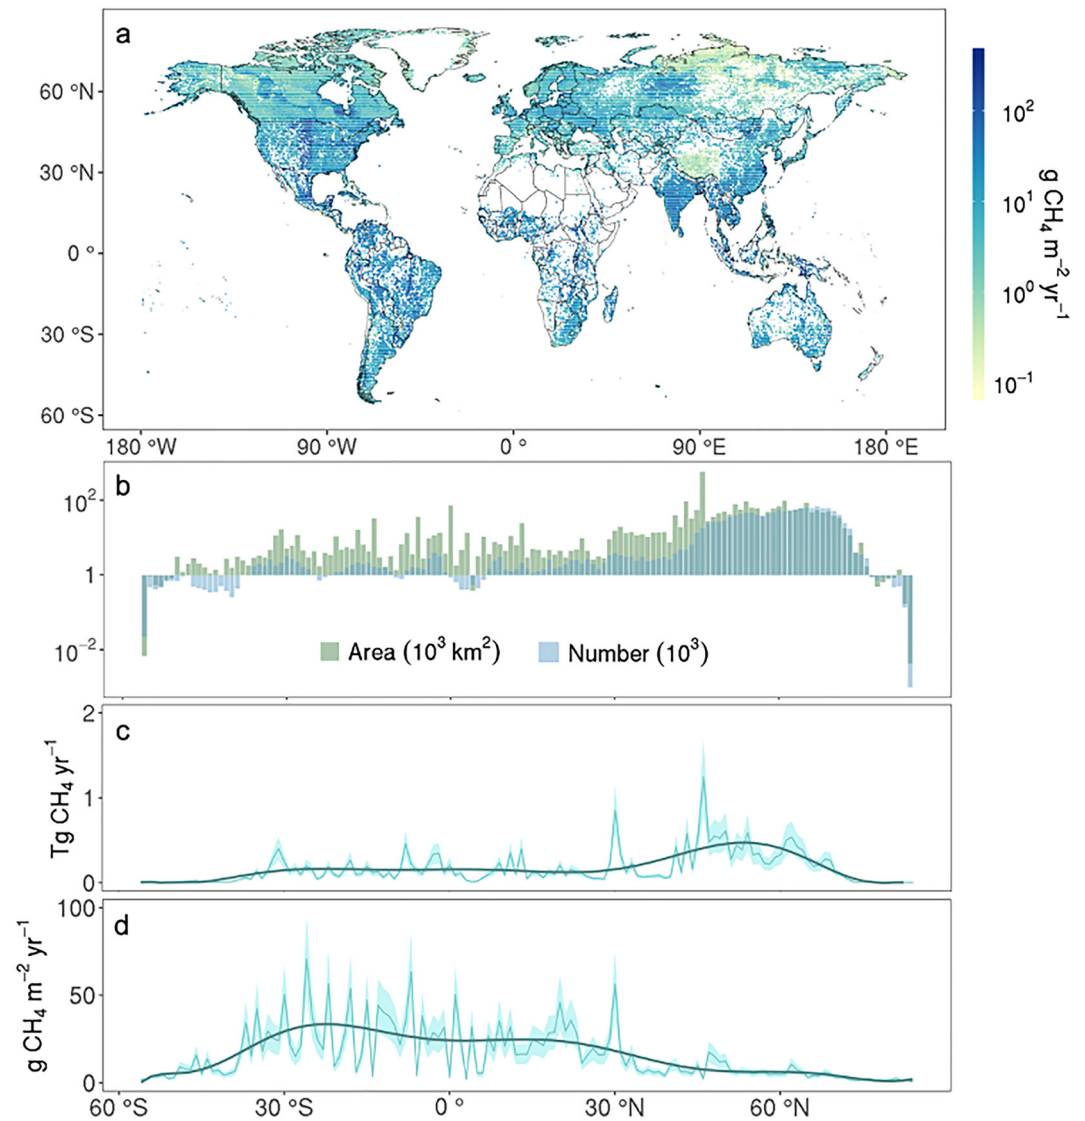 a
60 °N
30 °N
0 °
30 °S
60 °S
180 °W 90 °W 0 ° 90 °E 180 °E
10²
10¹
10⁰
10⁻¹
g CH₄ m⁻² yr⁻¹
b
10²
1
10⁻²
Area (10³ km²) Number (10³)
c
Tg CH₄ yr⁻¹
2
1
0
d
g CH₄ m⁻² yr⁻¹
100
50
0
60 °S 30 °S 0 ° 30 °N 60 °N